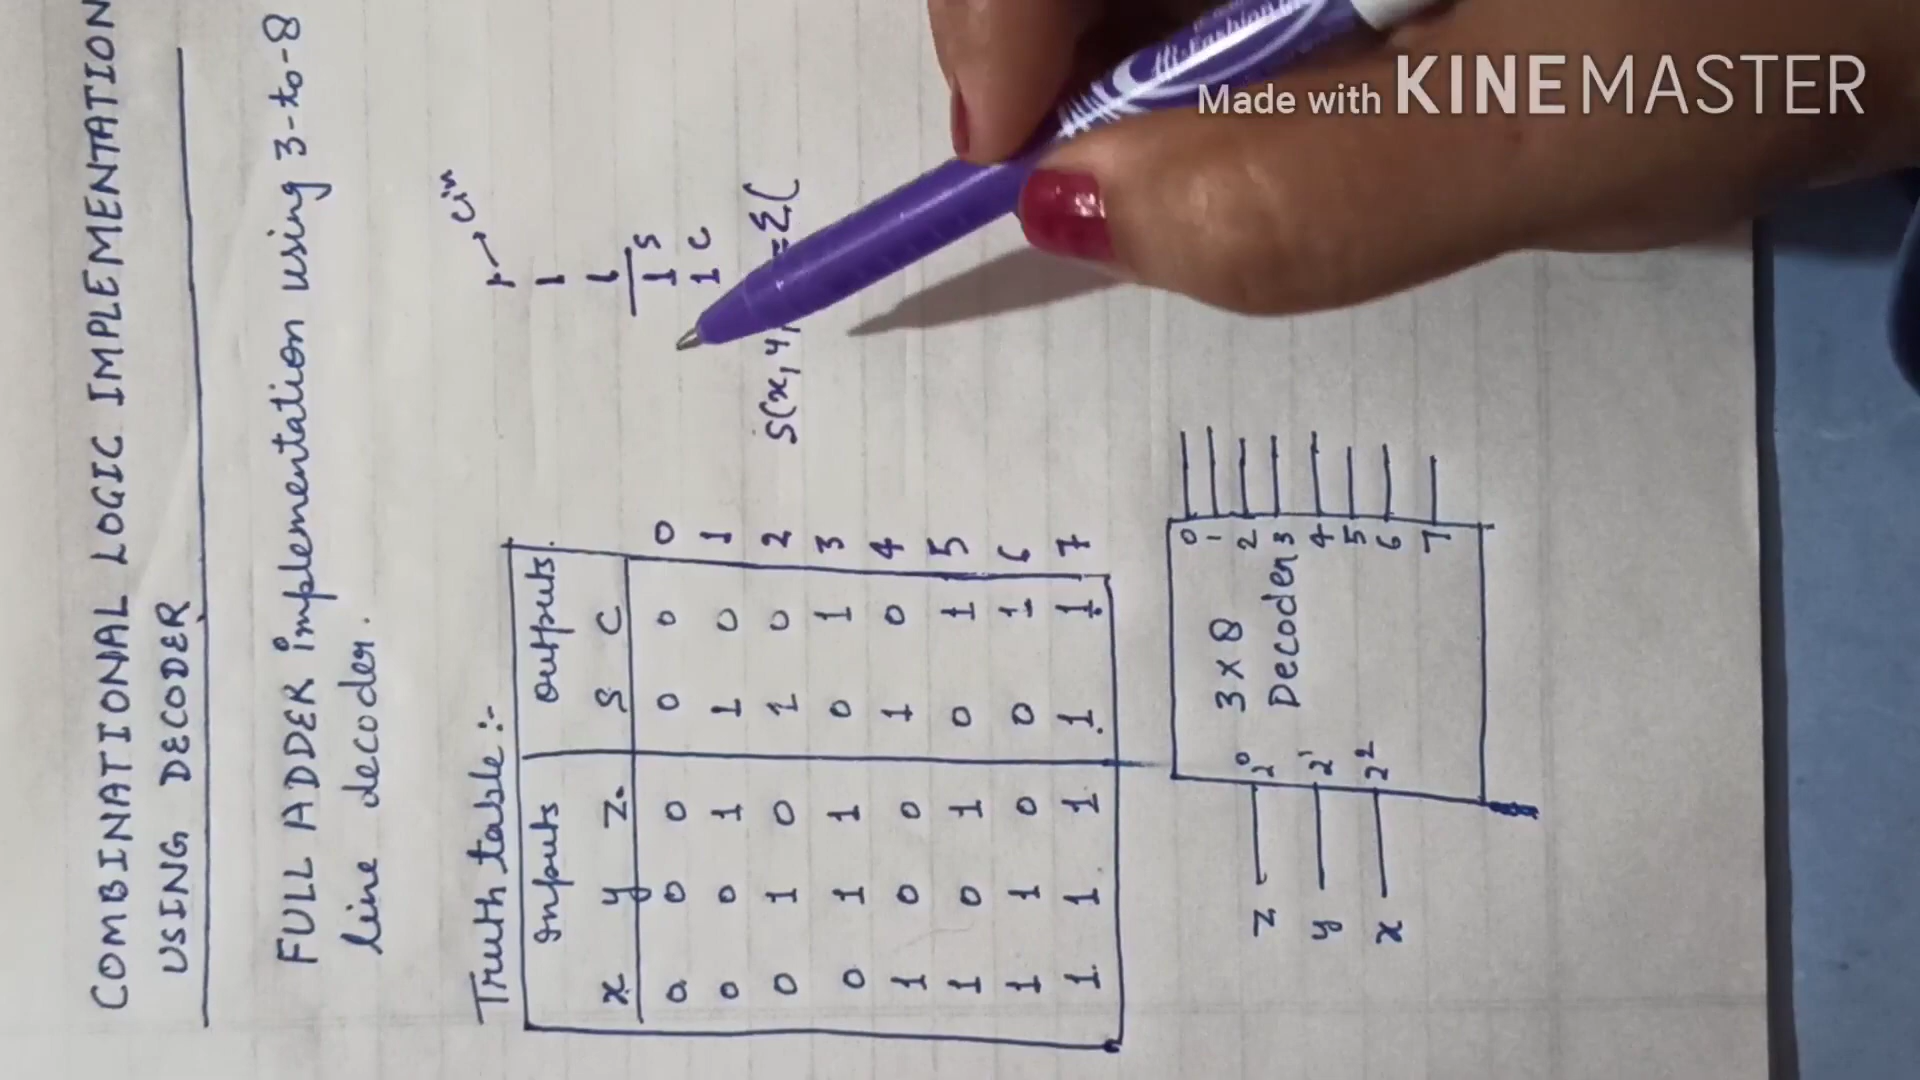 COMBINATIONAL LOGIC IMPLEMENTATION
USING DECODER
FULL ADDER implementation using 3-to-8
line decoder.
Truth table :-
Inputs outputs.
x y z S C
0 0 0 0 0 0
0 0 1 1 0 1
0 1 0 1 0 2
0 1 1 0 1 3
1 0 0 1 0 4
1 0 1 0 1 5
1 1 0 0 1 6
1 1 1 1 1 7
1 → Cin
1
1
1 S
1 C
S(x, y, =Σ(
z 2⁰
y 2¹
x 2²
3 x 8
Decoder
0
1
2
3
4
5
6
7
Hi-Fashion
Made with KINEMASTER